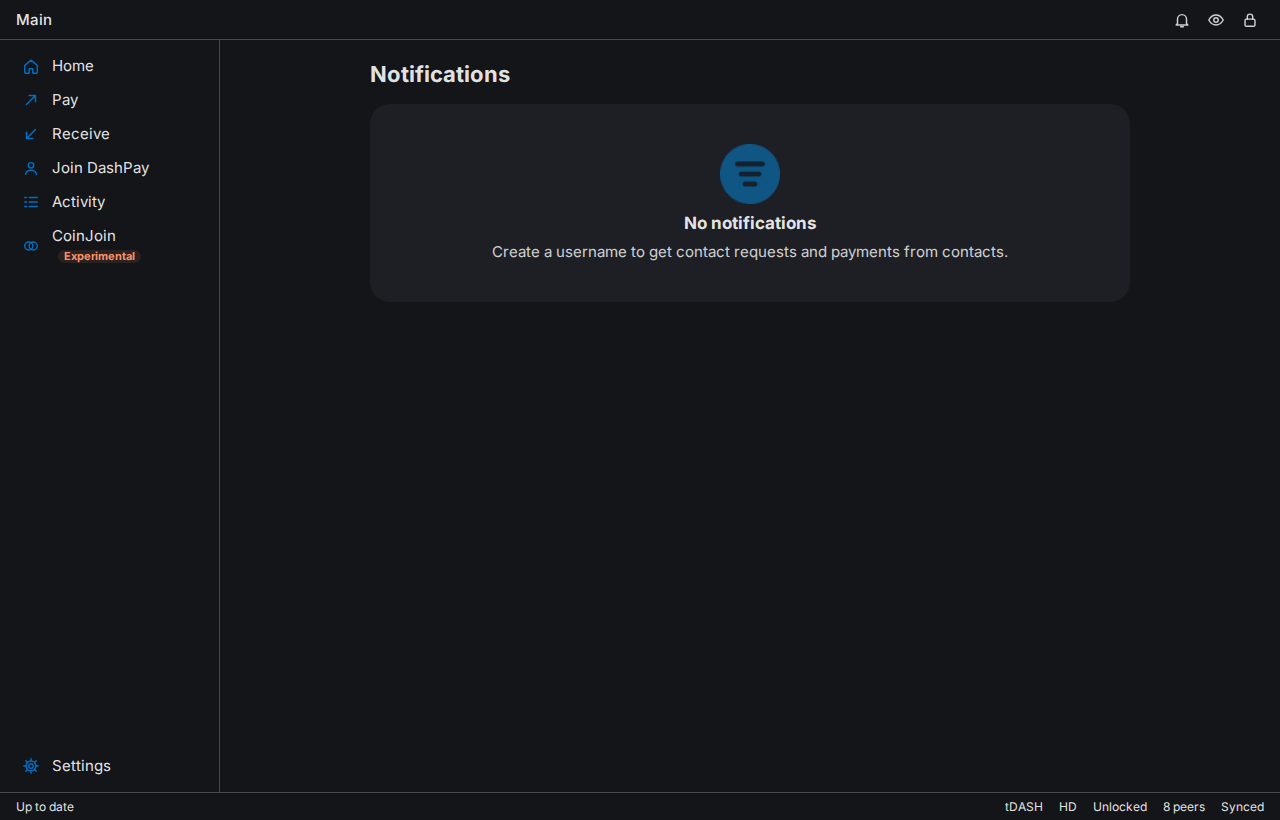 Main
Home
Pay
Receive
Join DashPay
Activity
CoinJoin
Experimental
Settings
Notifications
No notifications
Create a username to get contact requests and payments from contacts.
Up to date
tDASH HD Unlocked 8 peers Synced